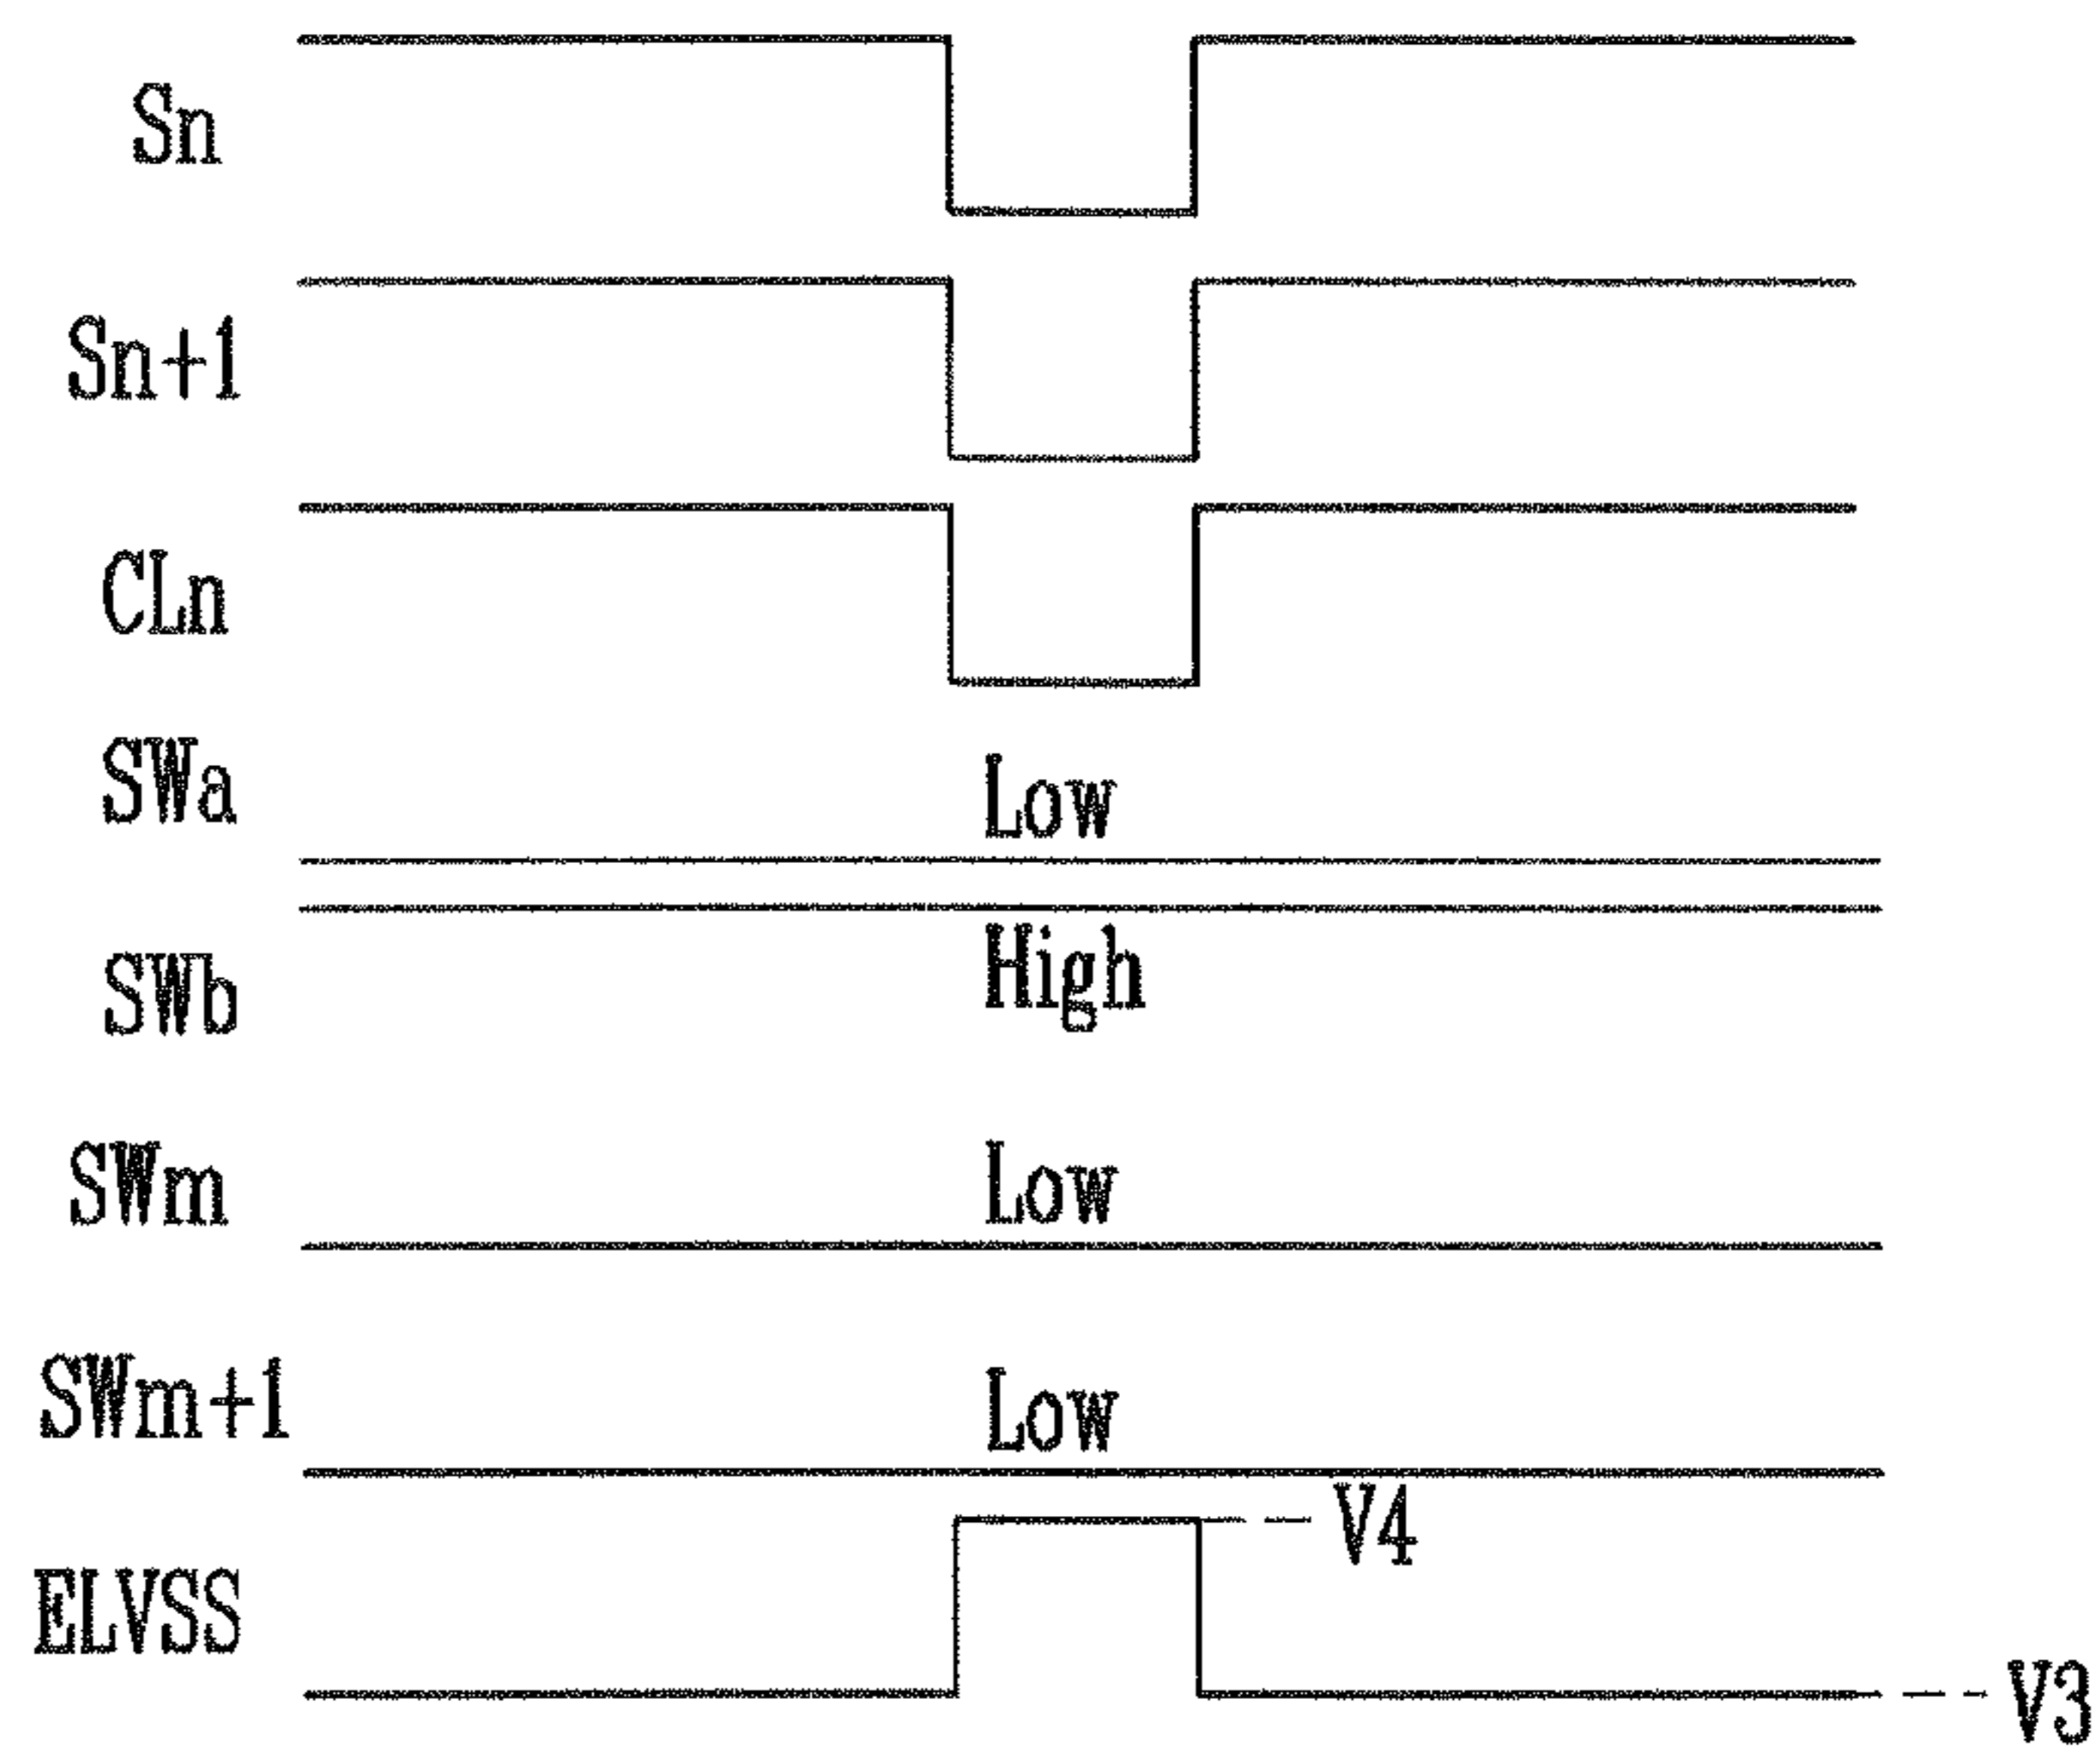 Sn
Sn+1
CLn
SWa Low
SWb High
SWm Low
SWm+1 Low
ELVSS V4
V3